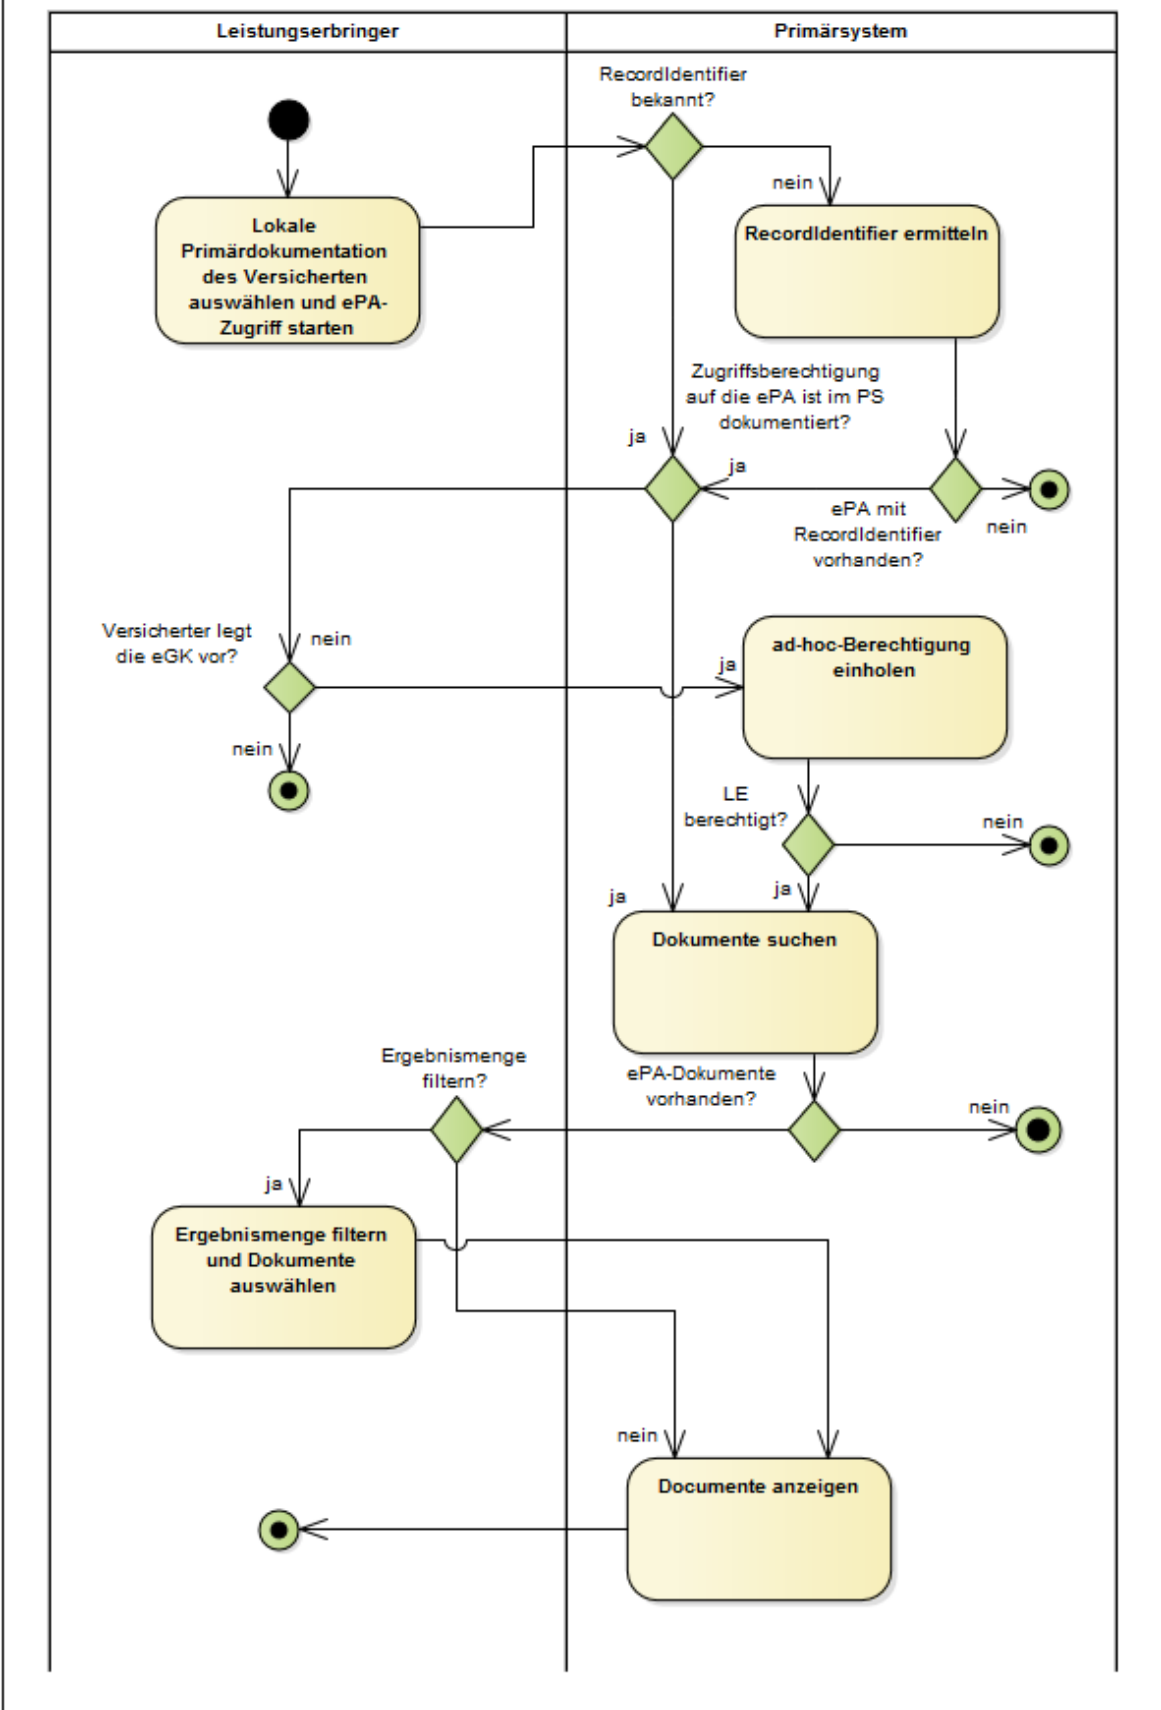 Leistungserbringer
Primärsystem
RecordIdentifier
bekannt?
nein
Lokale
Primärdokumentation
des Versicherten
auswählen und ePA-
Zugriff starten
RecordIdentifier ermitteln
Zugriffsberechtigung
auf die ePA ist im PS
dokumentiert?
ja
ja
ePA mit
RecordIdentifier
vorhanden?
nein
Versicherter legt
die eGK vor?
nein
ja
ad-hoc-Berechtigung
einholen
nein
LE
berechtigt?
nein
ja
ja
Dokumente suchen
Ergebnismenge
filtern?
ePA-Dokumente
vorhanden?
nein
ja
Ergebnismenge filtern
und Dokumente
auswählen
nein
Documente anzeigen